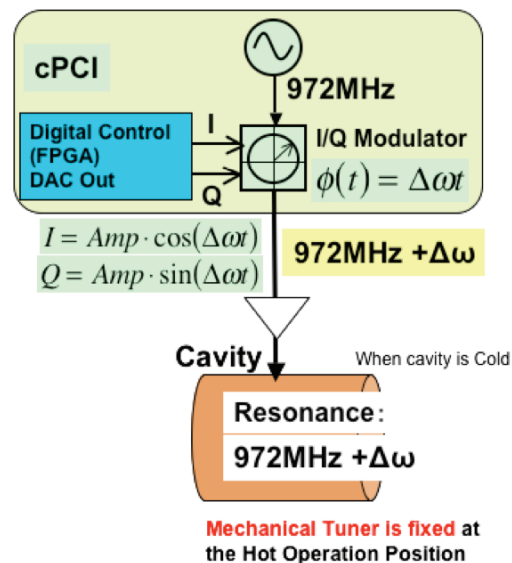 cPCI
972MHz
Digital Control
(FPGA)
DAC Out
I
Q
I/Q Modulator
ϕ(t) = Δωt
I = Amp · cos(Δωt)
Q = Amp · sin(Δωt)
972MHz +Δω
Cavity
When cavity is Cold
Resonance:
972MHz +Δω
Mechanical Tuner is fixed at
the Hot Operation Position